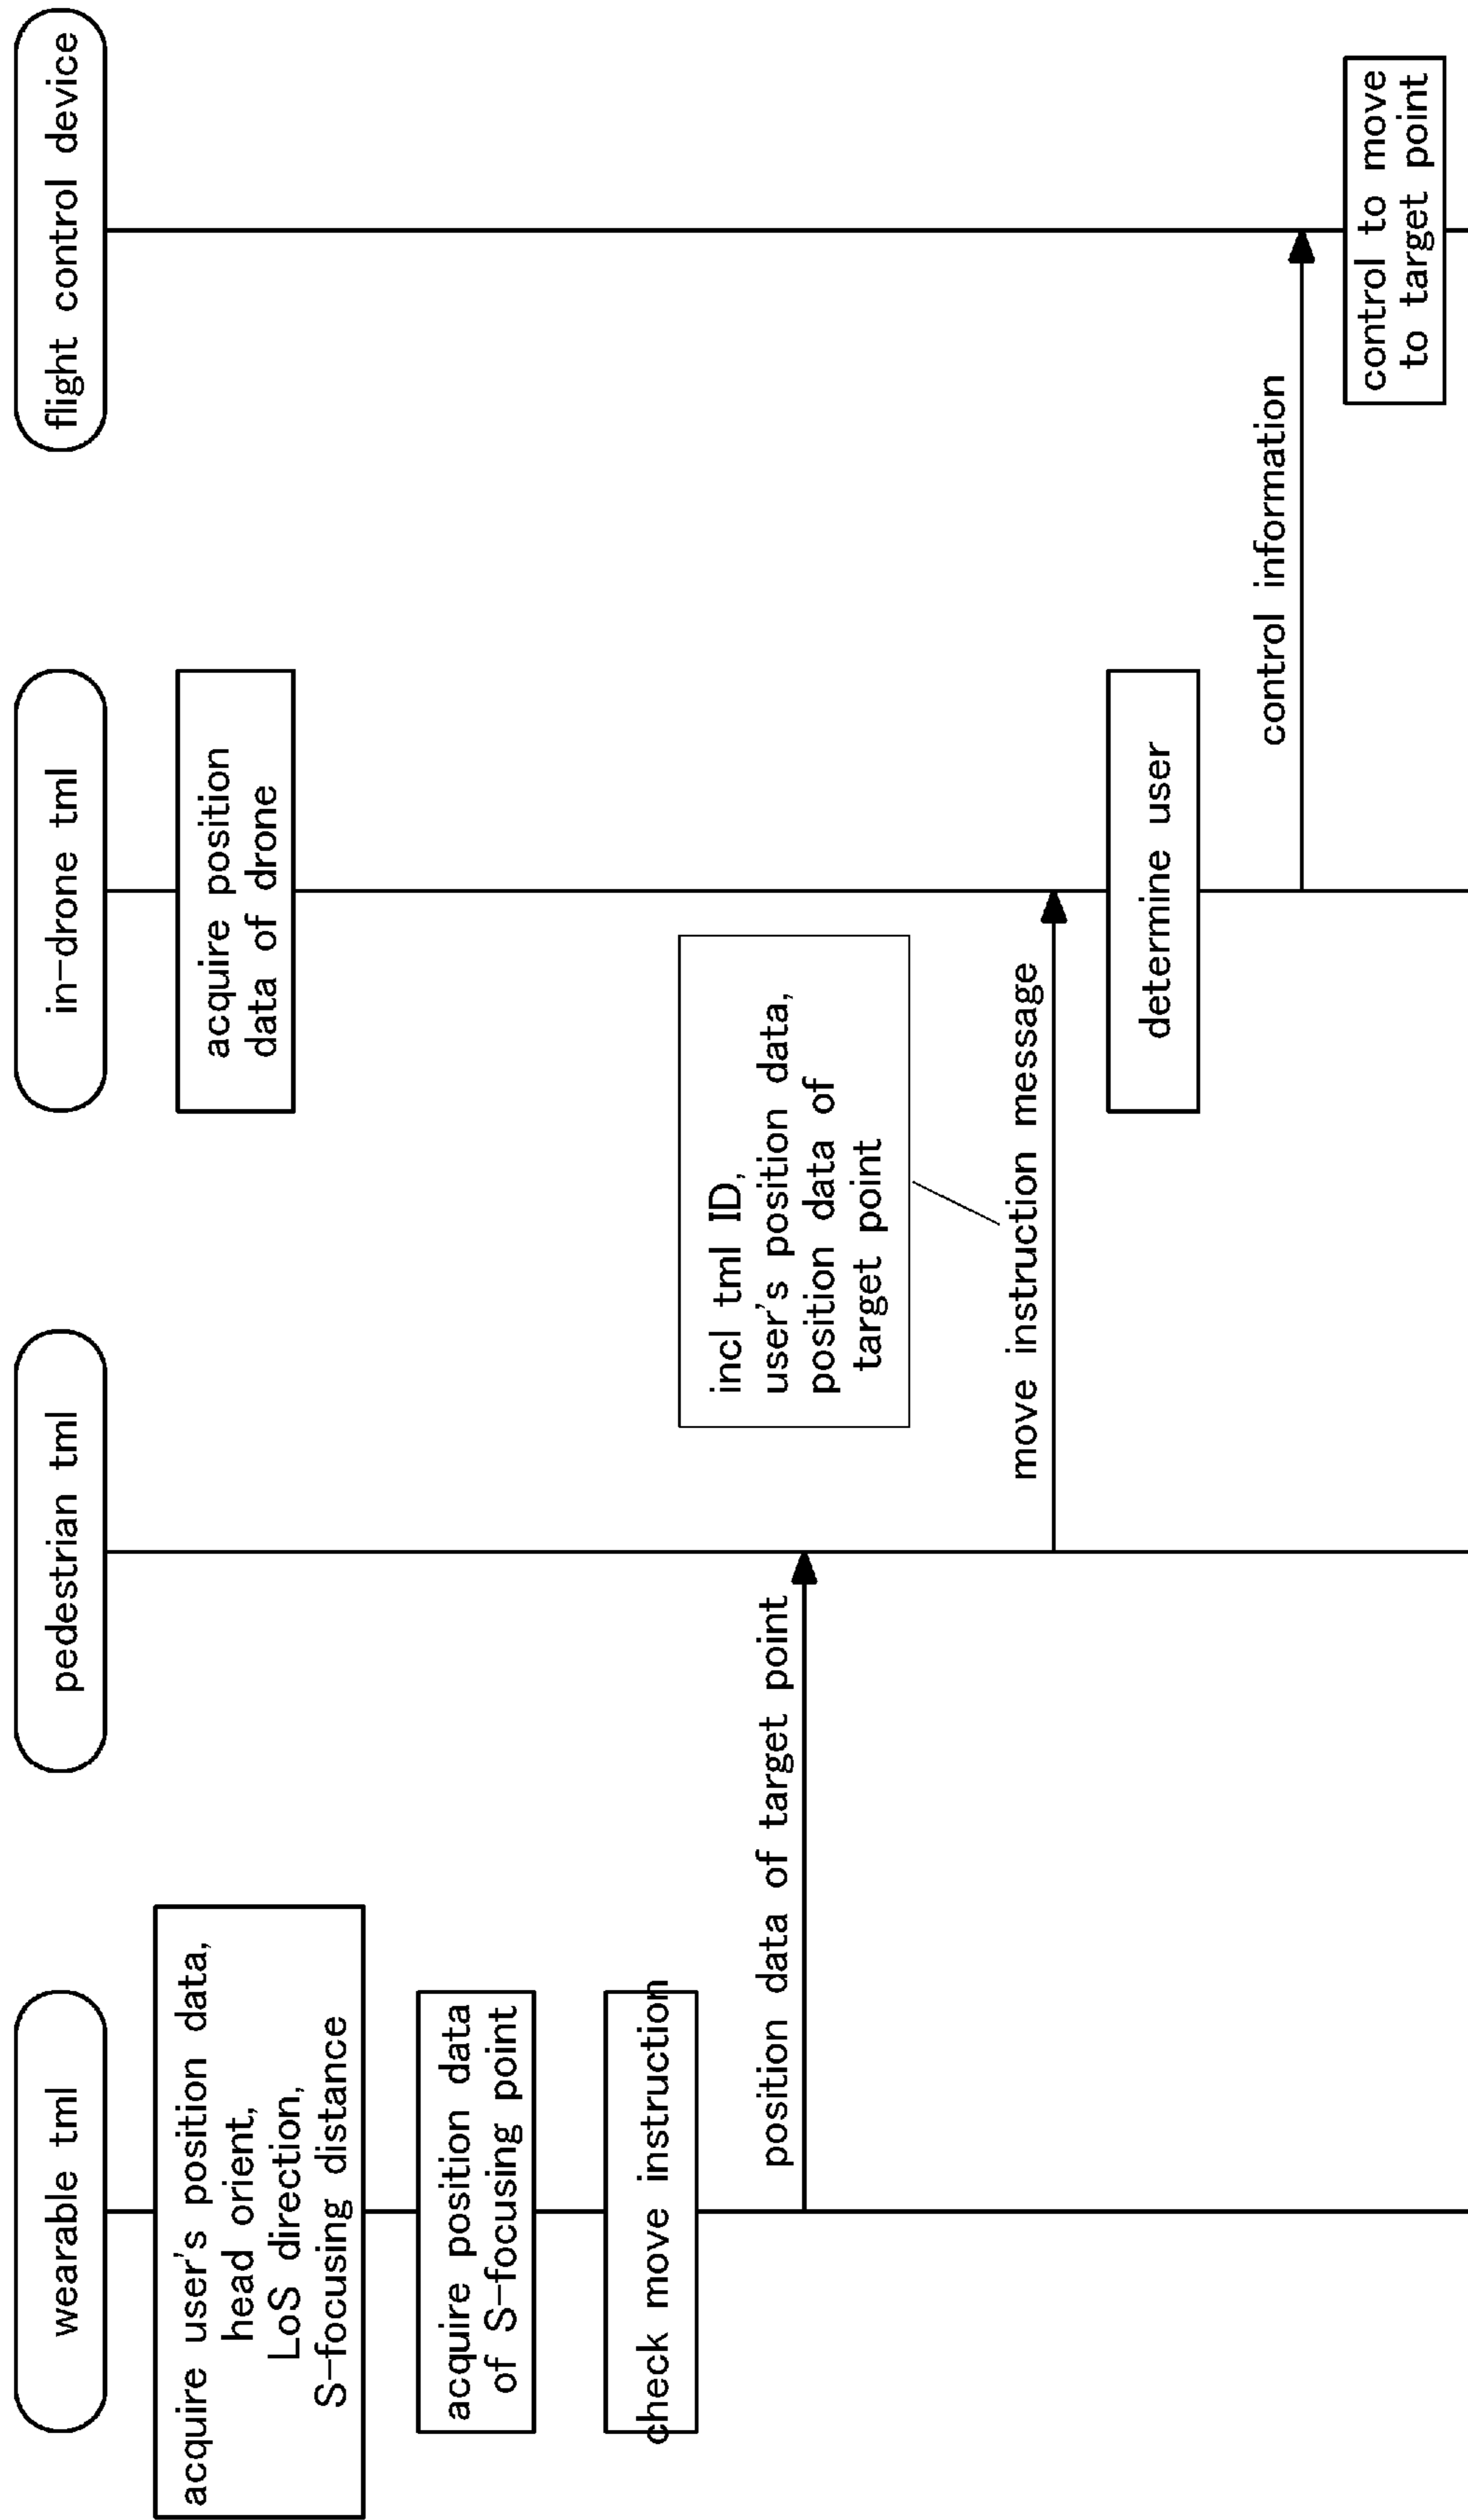 wearable tml
pedestrian tml
in-drone tml
flight control device
acquire user's position data,
head orient,
LoS direction,
S-focusing distance
acquire position
data of drone
acquire position data
of S-focusing point
check move instruction
position data of target point
incl tml ID,
user's position data,
position data of
target point
move instruction message
determine user
control information
control to move
to target point